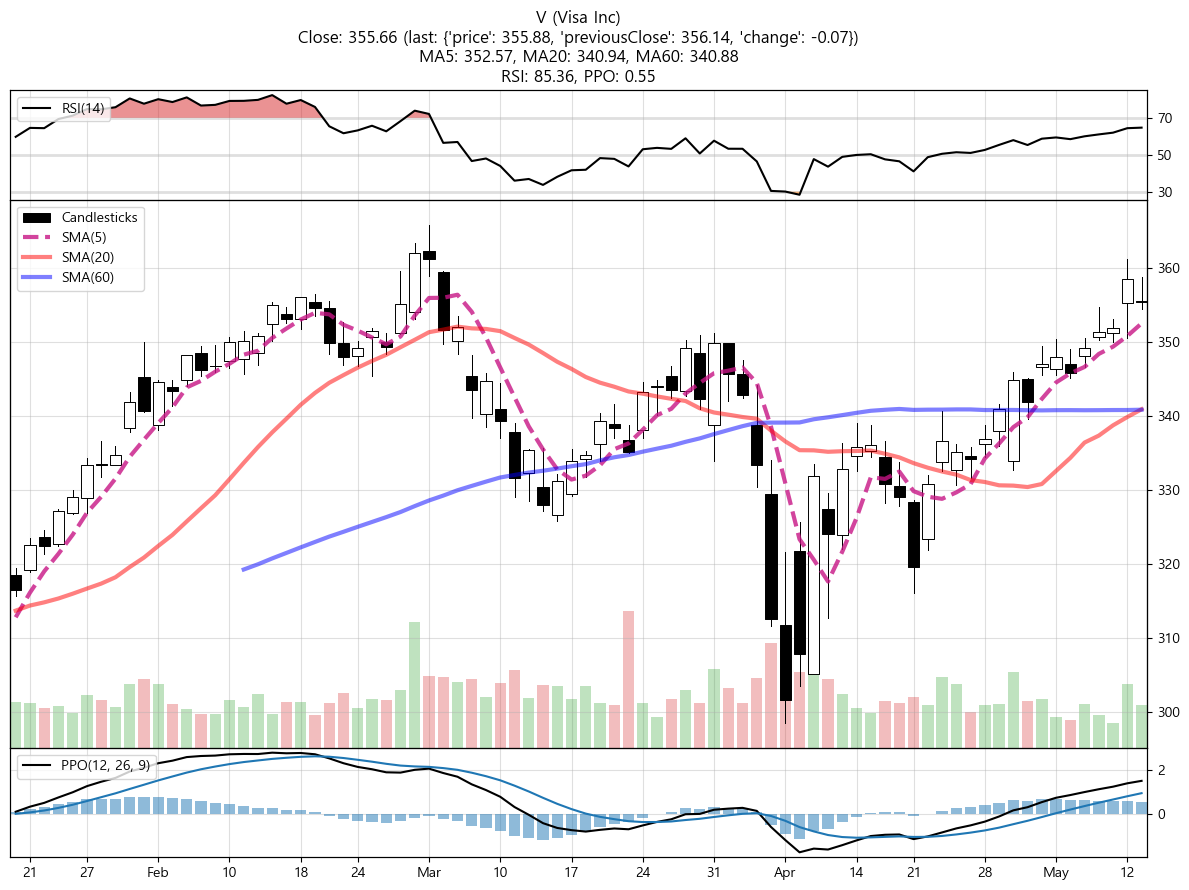 V (Visa Inc)
Close: 355.66 (last: {'price': 355.88, 'previousClose': 356.14, 'change': -0.07})
MA5: 352.57, MA20: 340.94, MA60: 340.88
RSI: 85.36, PPO: 0.55
RSI(14)
70
50
30
Candlesticks
SMA(5)
SMA(20)
SMA(60)
360
350
340
330
320
310
300
PPO(12, 26, 9)
2
0
21 27 Feb 10 18 24 Mar 10 17 24 31 Apr 14 21 28 May 12